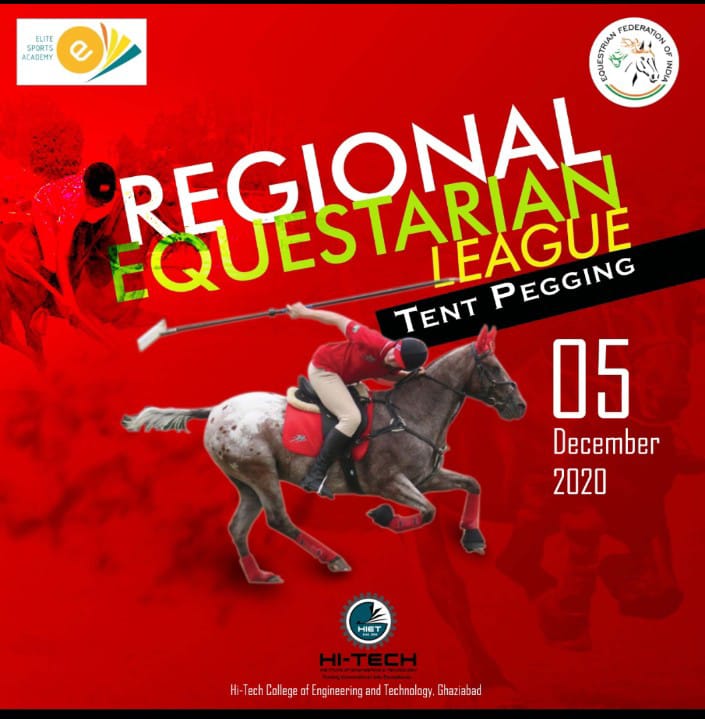 ELITE
SPORTS
ACADEMY
e
EQUESTRIAN FEDERATION OF INDIA
REGIONAL
EQUESTARIAN
LEAGUE
TENT PEGGING
05
December
2020
HIET
HI-TECH
Hi-Tech College of Engineering and Technology, Ghaziabad